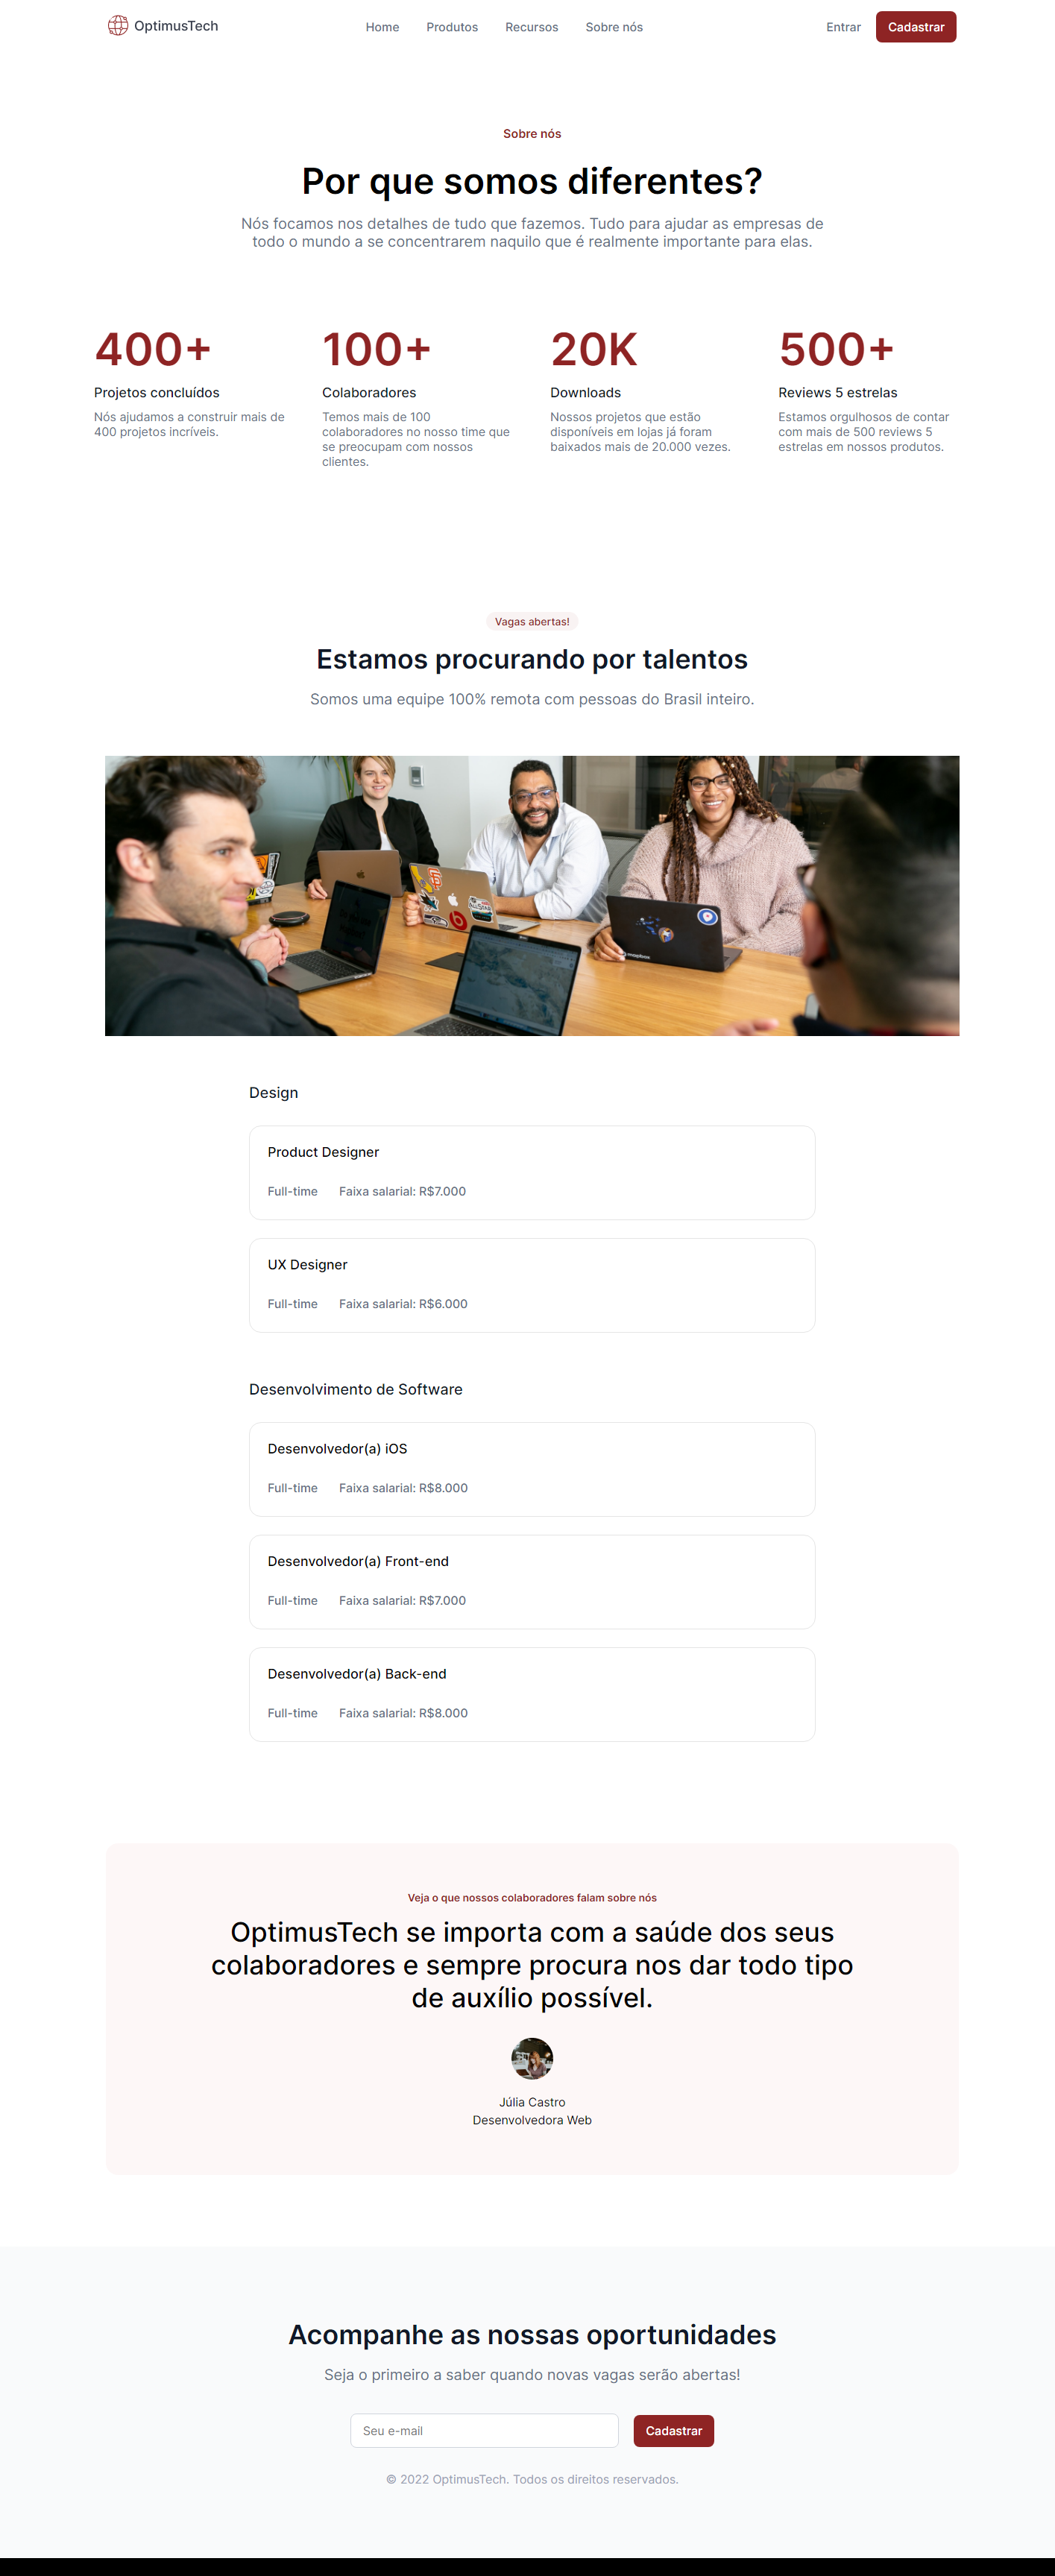 OptimusTech
Home Produtos Recursos Sobre nós
Entrar Cadastrar
Sobre nós
Por que somos diferentes?
Nós focamos nos detalhes de tudo que fazemos. Tudo para ajudar as empresas de
todo o mundo a se concentrarem naquilo que é realmente importante para elas.
400+
Projetos concluídos
Nós ajudamos a construir mais de
400 projetos incríveis.
100+
Colaboradores
Temos mais de 100
colaboradores no nosso time que
se preocupam com nossos
clientes.
20K
Downloads
Nossos projetos que estão
disponíveis em lojas já foram
baixados mais de 20.000 vezes.
500+
Reviews 5 estrelas
Estamos orgulhosos de contar
com mais de 500 reviews 5
estrelas em nossos produtos.
Vagas abertas!
Estamos procurando por talentos
Somos uma equipe 100% remota com pessoas do Brasil inteiro.
mapbox
Design
Product Designer
Full-time Faixa salarial: R$7.000
UX Designer
Full-time Faixa salarial: R$6.000
Desenvolvimento de Software
Desenvolvedor(a) iOS
Full-time Faixa salarial: R$8.000
Desenvolvedor(a) Front-end
Full-time Faixa salarial: R$7.000
Desenvolvedor(a) Back-end
Full-time Faixa salarial: R$8.000
Veja o que nossos colaboradores falam sobre nós
OptimusTech se importa com a saúde dos seus
colaboradores e sempre procura nos dar todo tipo
de auxílio possível.
Júlia Castro
Desenvolvedora Web
Acompanhe as nossas oportunidades
Seja o primeiro a saber quando novas vagas serão abertas!
Seu e-mail Cadastrar
© 2022 OptimusTech. Todos os direitos reservados.